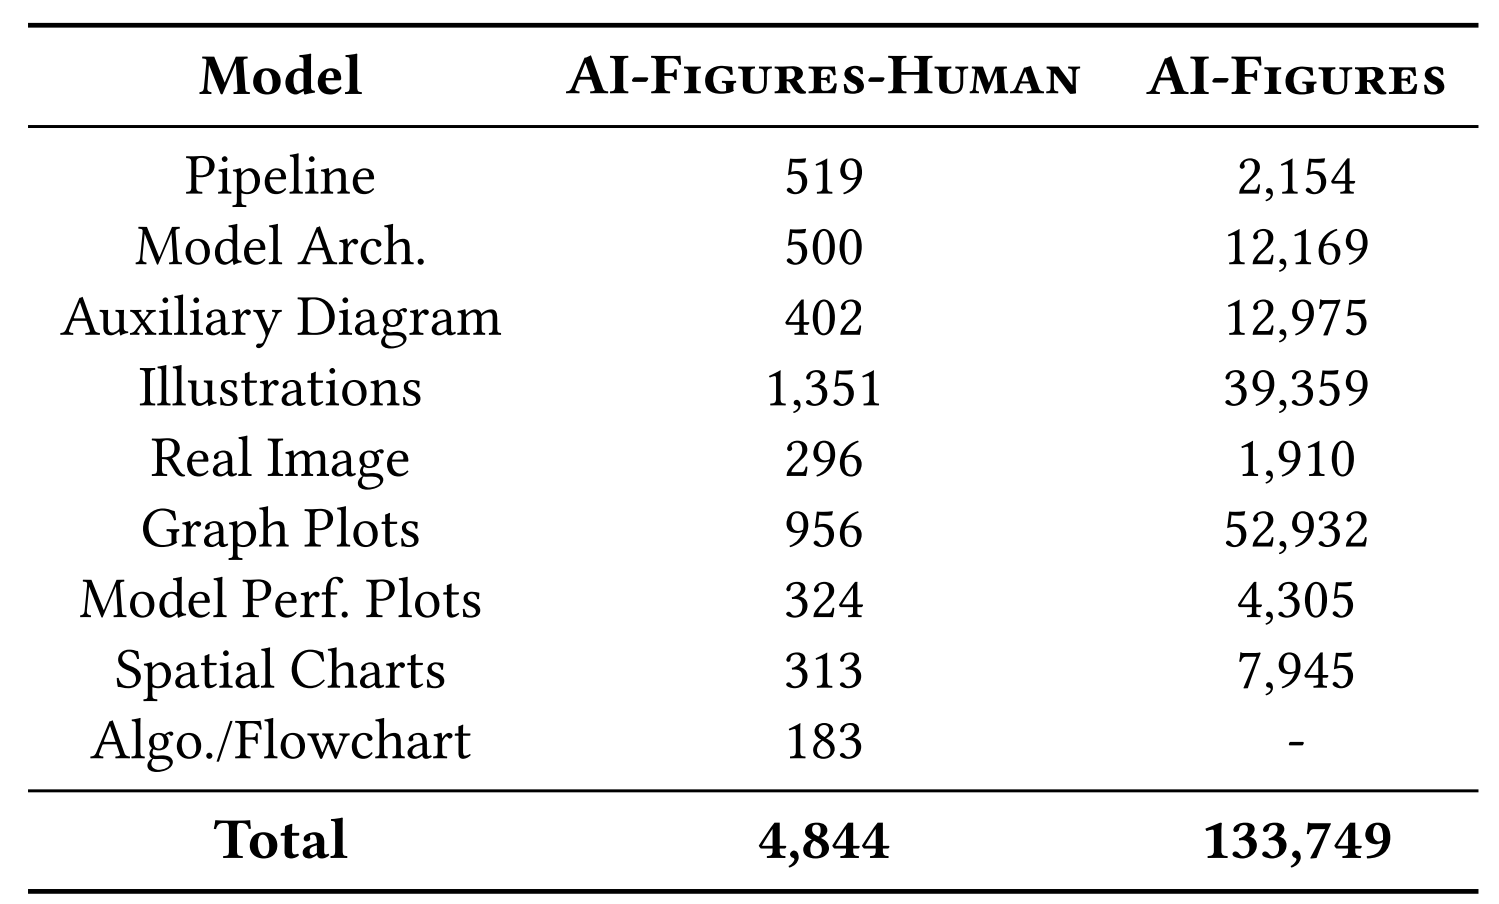 Model AI-Figures-Human AI-Figures
Pipeline 519 2,154
Model Arch. 500 12,169
Auxiliary Diagram 402 12,975
Illustrations 1,351 39,359
Real Image 296 1,910
Graph Plots 956 52,932
Model Perf. Plots 324 4,305
Spatial Charts 313 7,945
Algo./Flowchart 183 -
Total 4,844 133,749